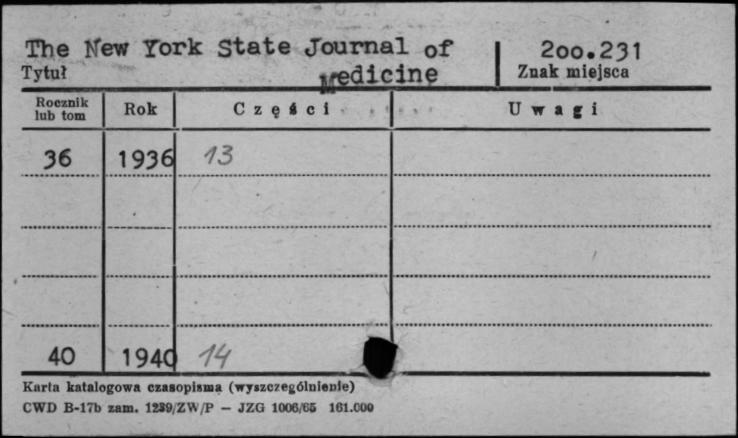 The New York State Journal of Medicine
200.231
Tytuł
Znak miejsca
Rocznik lub tom
Rok
Części
Uwagi
36 1936 13
40 1940 14
Karta katalogowa czasopisma (wyszczególnienie)
CWD B-17b zam. 1239/ZW/P — JZG 1006/65 161.000